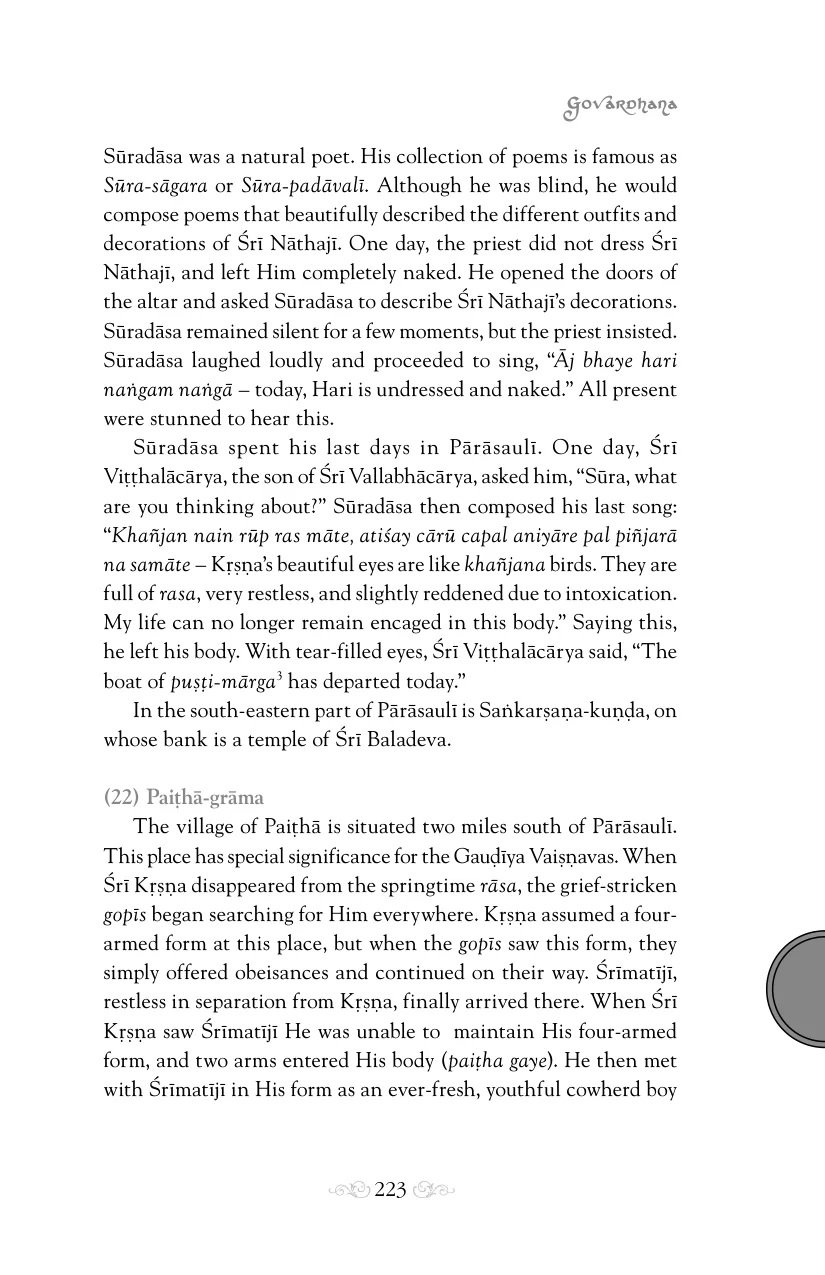 Govardhana
Sūradāsa was a natural poet. His collection of poems is famous as
Sūra-sāgara or Sūra-padāvalī. Although he was blind, he would
compose poems that beautifully described the different outfits and
decorations of Śrī Nāthajī. One day, the priest did not dress Śrī
Nāthajī, and left Him completely naked. He opened the doors of
the altar and asked Sūradāsa to describe Śrī Nāthajī’s decorations.
Sūradāsa remained silent for a few moments, but the priest insisted.
Sūradāsa laughed loudly and proceeded to sing, “Āj bhaye hari
naṅgam naṅgā – today, Hari is undressed and naked.” All present
were stunned to hear this.
Sūradāsa spent his last days in Pārāsaulī. One day, Śrī
Viṭṭhalācārya, the son of Śrī Vallabhācārya, asked him, “Sūra, what
are you thinking about?” Sūradāsa then composed his last song:
“Khañjan nain rūp ras māte, atiśay cārū capal aniyāre pal piñjarā
na samāte – Kṛṣṇa’s beautiful eyes are like khañjana birds. They are
full of rasa, very restless, and slightly reddened due to intoxication.
My life can no longer remain encaged in this body.” Saying this,
he left his body. With tear-filled eyes, Śrī Viṭṭhalācārya said, “The
boat of puṣṭi-mārga³ has departed today.”
In the south-eastern part of Pārāsaulī is Saṅkarṣaṇa-kuṇḍa, on
whose bank is a temple of Śrī Baladeva.
(22) Paiṭhā-grāma
The village of Paiṭhā is situated two miles south of Pārāsaulī.
This place has special significance for the Gauḍīya Vaiṣṇavas. When
Śrī Kṛṣṇa disappeared from the springtime rāsa, the grief-stricken
gopīs began searching for Him everywhere. Kṛṣṇa assumed a four-
armed form at this place, but when the gopīs saw this form, they
simply offered obeisances and continued on their way. Śrīmatījī,
restless in separation from Kṛṣṇa, finally arrived there. When Śrī
Kṛṣṇa saw Śrīmatījī He was unable to maintain His four-armed
form, and two arms entered His body (paiṭha gaye). He then met
with Śrīmatījī in His form as an ever-fresh, youthful cowherd boy
223